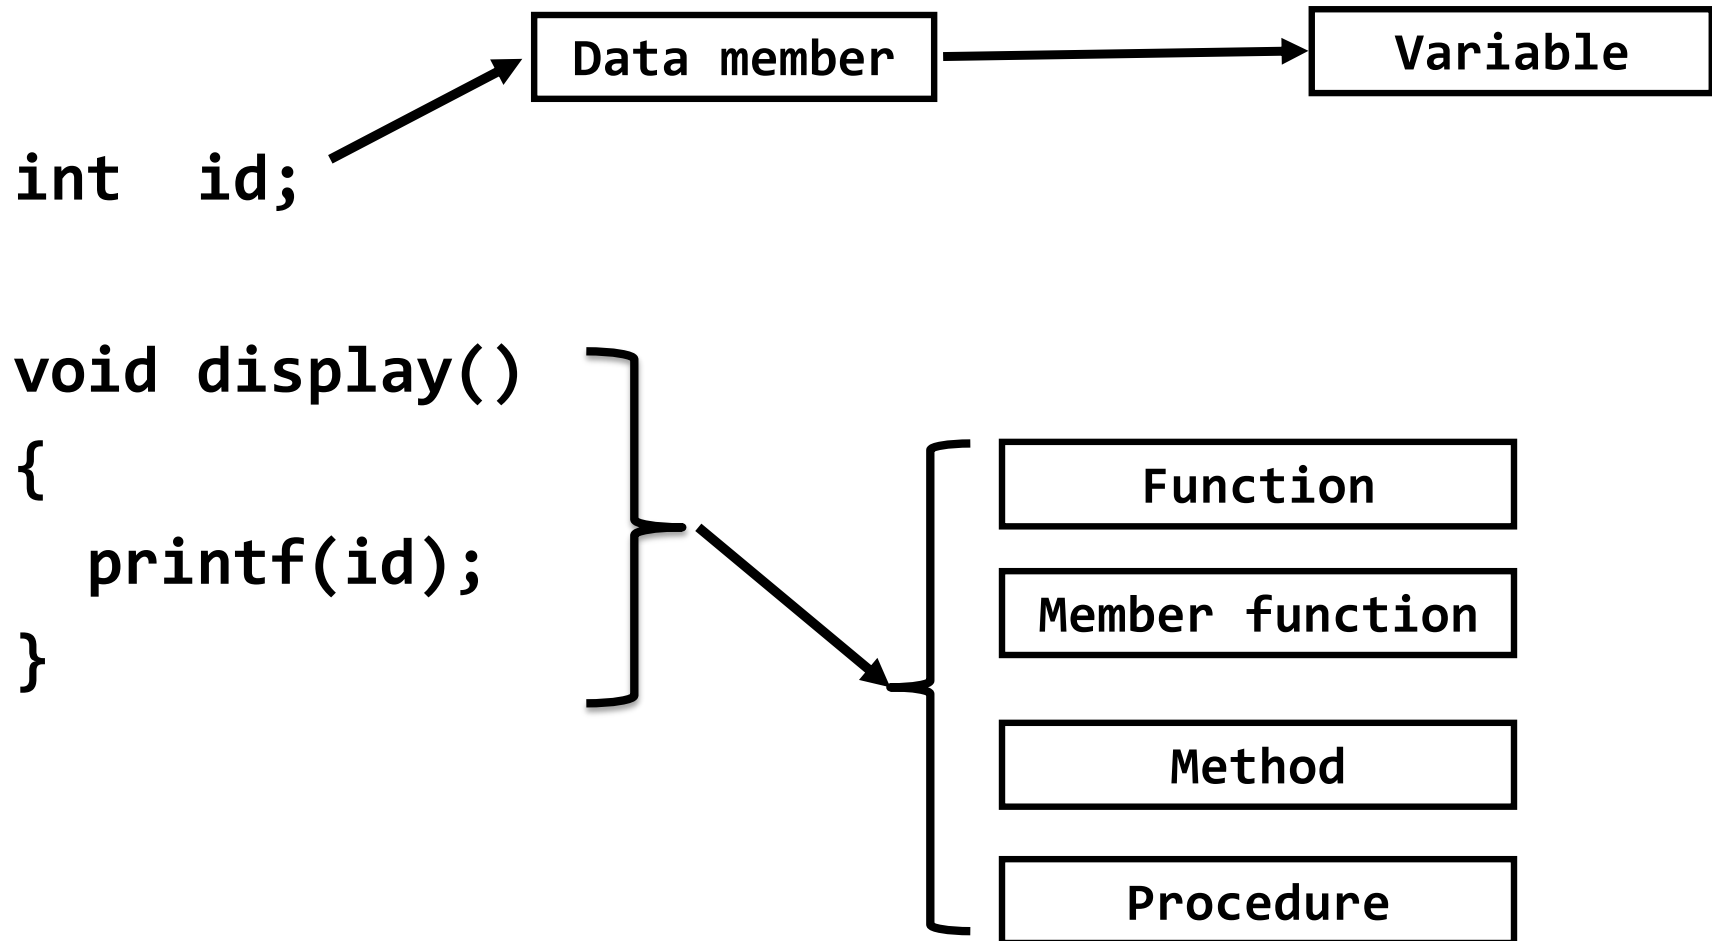 Data member
Variable
int  id;
void display()
{
Function
printf(id);
Member function
}
Method
Procedure